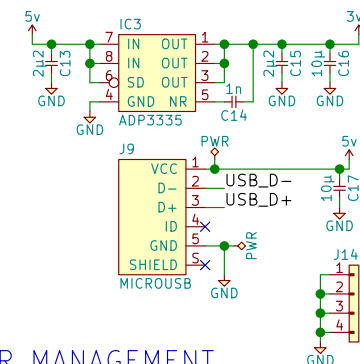 5v
IC3
3v
7 IN OUT 1
8 IN OUT 2
6 SD OUT 3
4 GND NR 5
2µ2 C13
2µ2 C15
10µ C16
1n
C14
GND
GND
GND
GND
ADP3335
J9
PWR
5v
VCC 1
D- 2 USB_D-
D+ 3 USB_D+
ID 4
GND 5
SHIELD S
PWR
10µ C17
GND
MICROUSB
GND
J14
1
2
3
4
GND
R MANAGEMENT